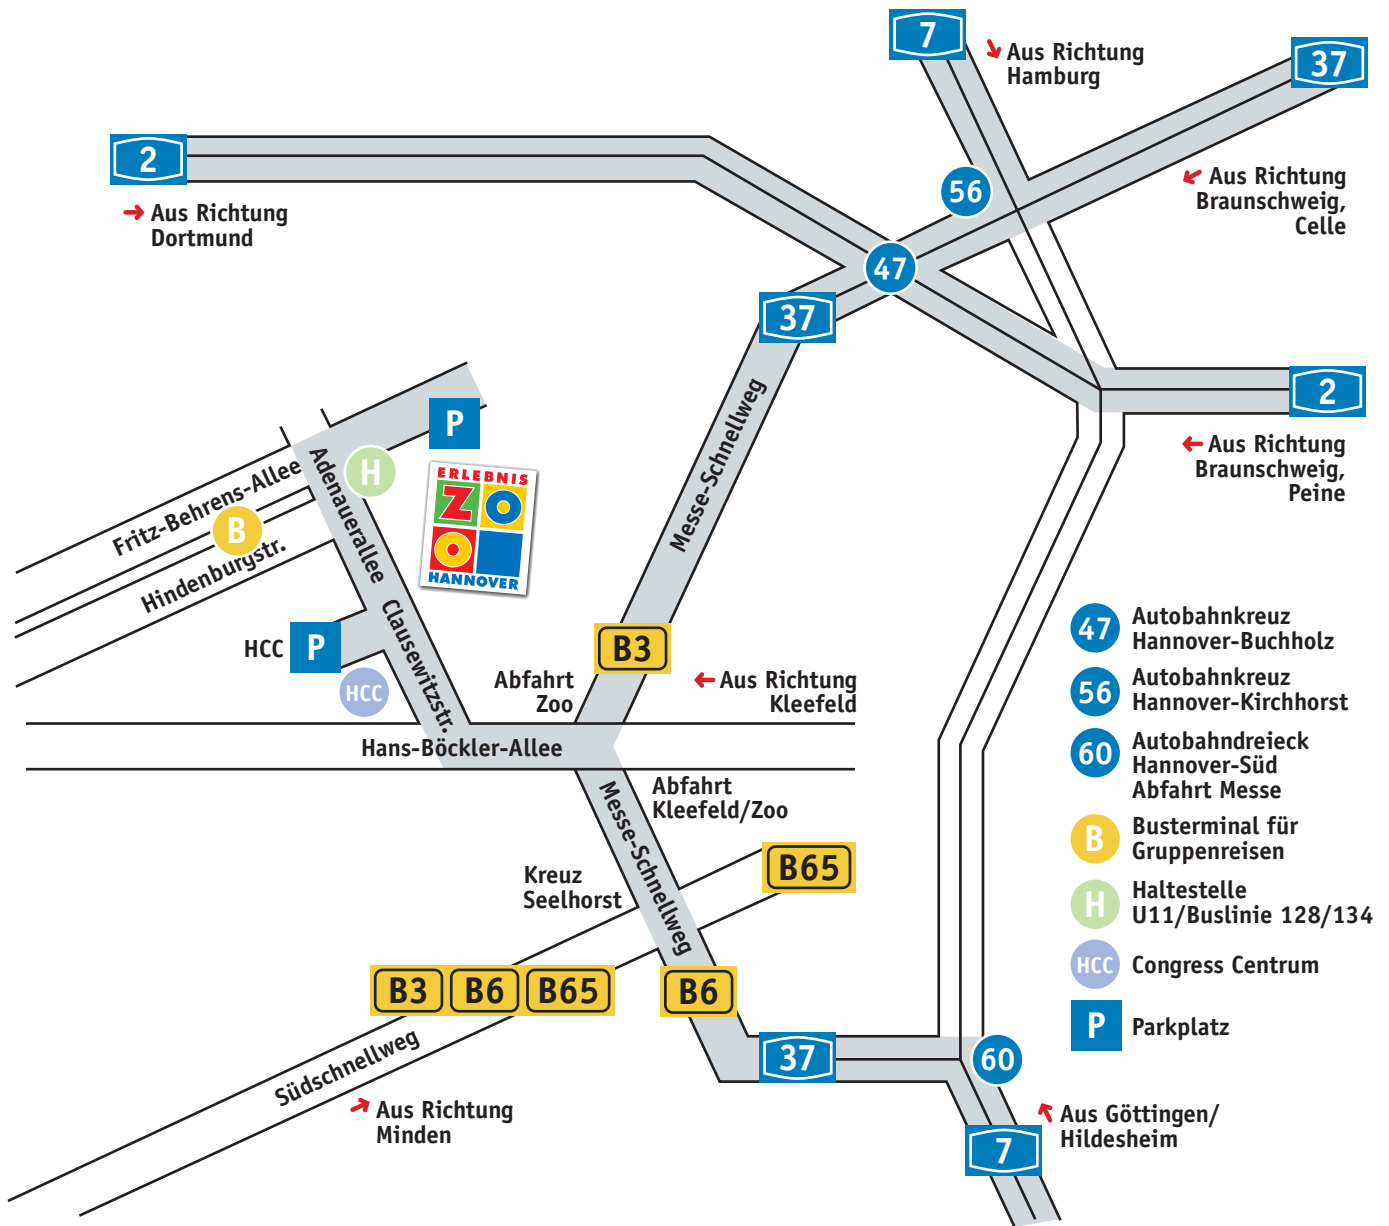 7
Aus Richtung
Hamburg
37
2
Aus Richtung
Dortmund
56
Aus Richtung
Braunschweig,
Celle
47
37
2
Aus Richtung
Braunschweig,
Peine
Messe-Schnellweg
P
Fritz-Behrens-Allee
Adenauerallee
H
ERLEBNIS
ZOO
HANNOVER
B
Hindenburgstr.
Clausewitzstr.
HCC
P
HCC
B3
Abfahrt
Zoo
Aus Richtung
Kleefeld
Hans-Böckler-Allee
Abfahrt
Kleefeld/Zoo
Messe-Schnellweg
Kreuz
Seelhorst
B65
B3
B6
B65
B6
Südschnellweg
Aus Richtung
Minden
37
60
Aus Göttingen/
Hildesheim
7
47
Autobahnkreuz
Hannover-Buchholz
56
Autobahnkreuz
Hannover-Kirchhorst
60
Autobahndreieck
Hannover-Süd
Abfahrt Messe
B
Busterminal für
Gruppenreisen
H
Haltestelle
U11/Buslinie 128/134
HCC
Congress Centrum
P
Parkplatz